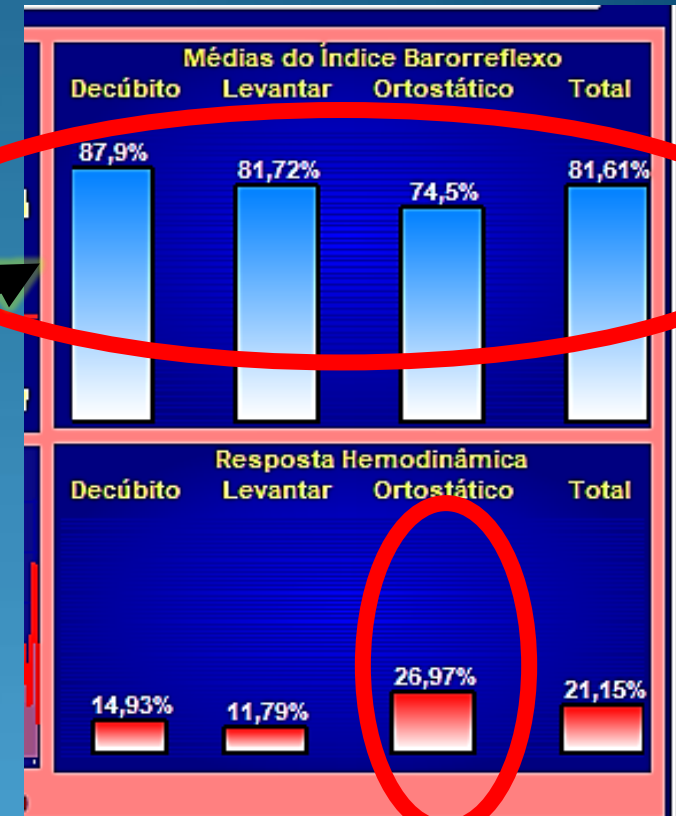 Médias do Índice Barorreflexo
Decúbito Levantar Ortostático Total
87,9% 81,72% 74,5% 81,61%
Resposta Hemodinâmica
Decúbito Levantar Ortostático Total
14,93% 11,79% 26,97% 21,15%